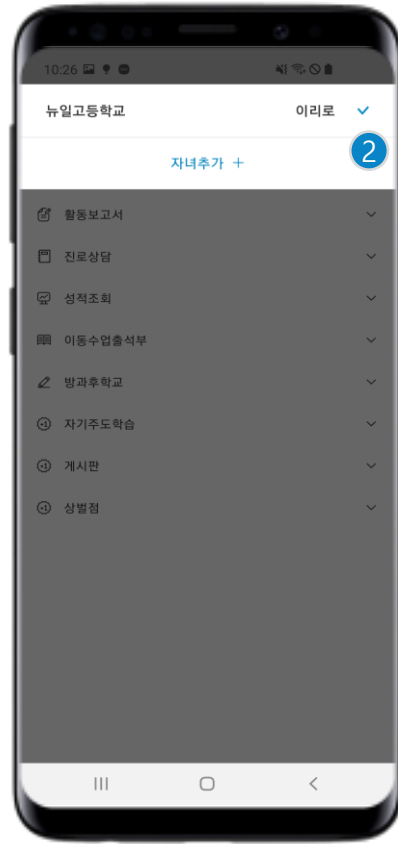 10:26
뉴일고등학교 이리로
자녀추가 +
2
활동보고서
진로상담
성적조회
이동수업출석부
방과후학교
자기주도학습
게시판
상벌점